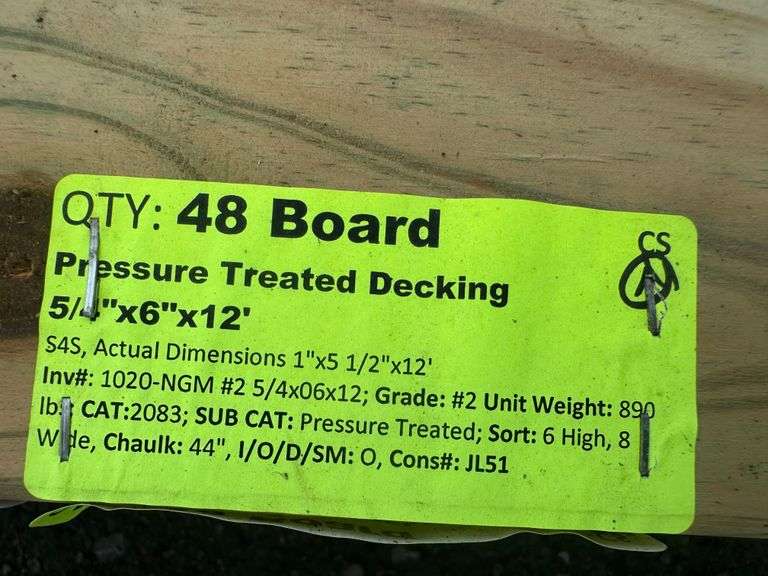 QTY: 48 Board
CS
Pressure Treated Decking
5/4"x6"x12'
S4S, Actual Dimensions 1"x5 1/2"x12'
Inv#: 1020-NGM #2 5/4x06x12; Grade: #2 Unit Weight: 890
lbs; CAT:2083; SUB CAT: Pressure Treated; Sort: 6 High, 8
Wide, Chaulk: 44", I/O/D/SM: O, Cons#: JL51